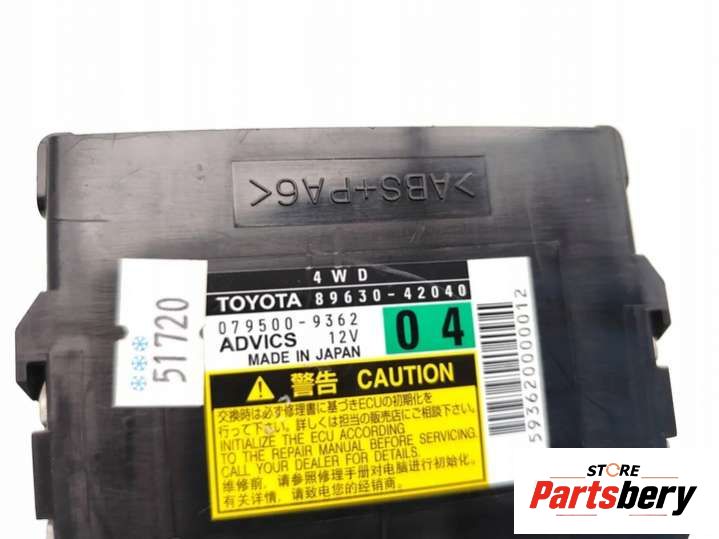 >ABS+PA6<
4WD
TOYOTA 89630-42040
079500-9362
ADVICS 12V
MADE IN JAPAN
04
***51720
593620000012
警告 CAUTION
交換時は必ず修理書に基づきECUの初期化を
行って下さい。詳しくは担当の販売店にご相談下さい。
INITIALIZE THE ECU ACCORDING
TO THE REPAIR MANUAL BEFORE SERVICING.
CALL YOUR DEALER FOR DETAILS.
维修前，请参照修理手册对电脑进行初始化。
有关详情，请致电您的经销商。
STORE
Partsbery